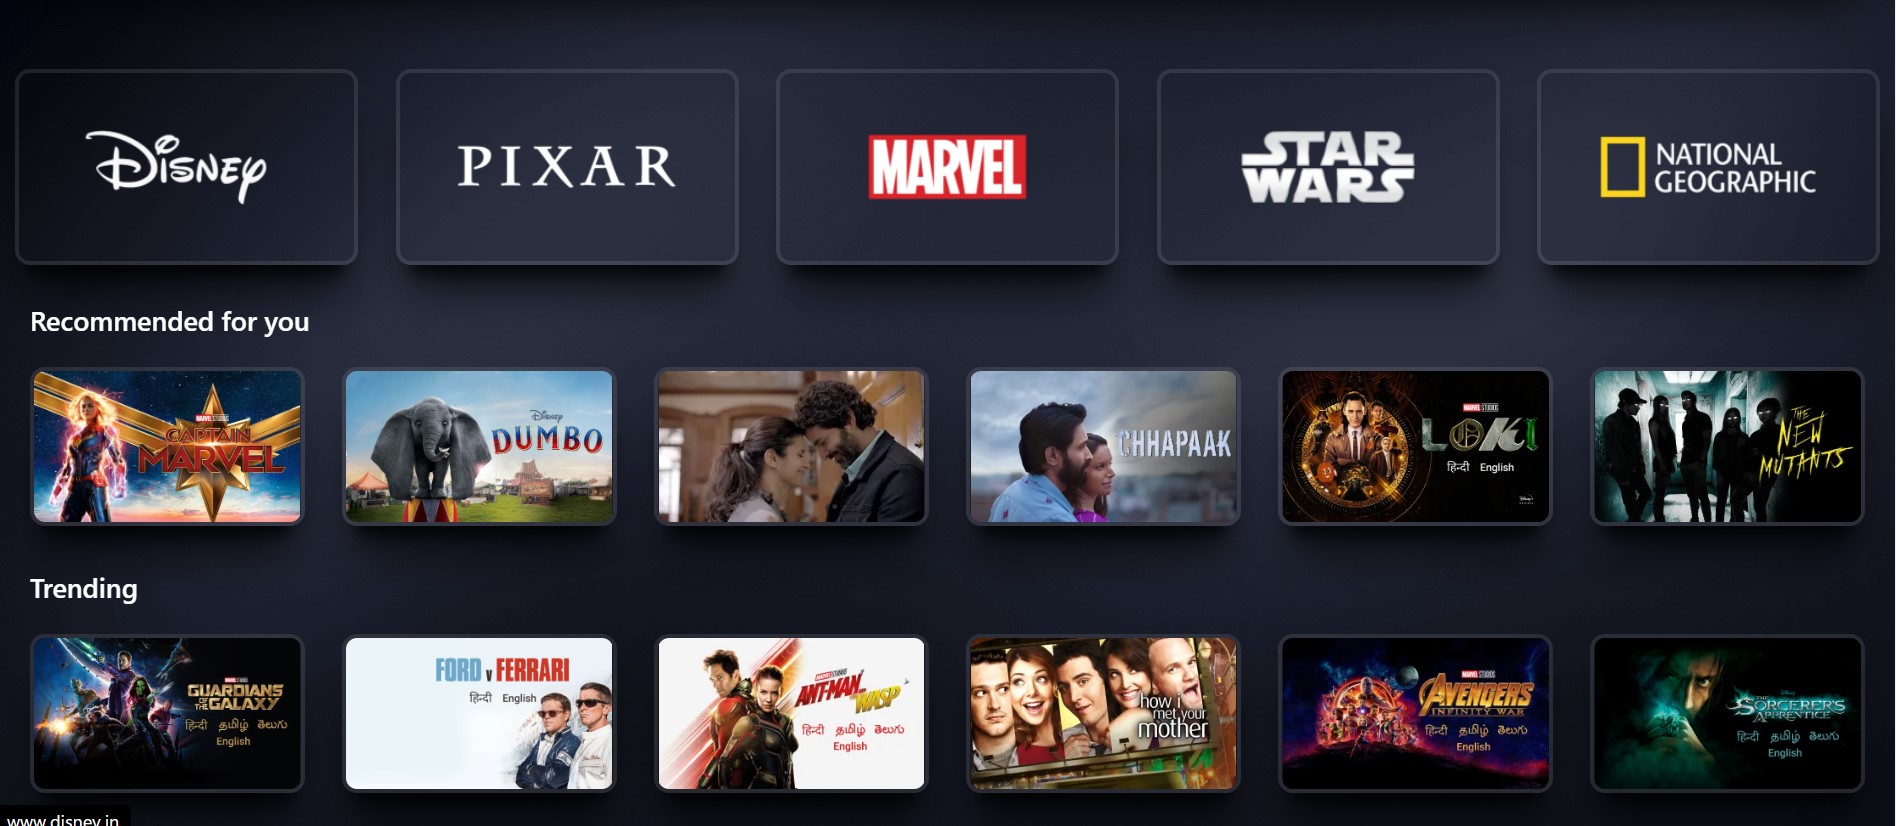 Disney
PIXAR
MARVEL
STAR
WARS
NATIONAL
GEOGRAPHIC
Recommended for you
MARVEL STUDIOS
CAPTAIN
MARVEL
Disney
DUMBO
CHHAPAAK
MARVEL STUDIOS
LOKI
हिन्दी English
Disney+
THE
NEW
MUTANTS
Trending
MARVEL STUDIOS
GUARDIANS
OF THE GALAXY
हिन्दी தமிழ் తెలుగు
English
FORD v FERRARI
हिन्दी English
MARVEL STUDIOS
ANT-MAN
AND THE WASP
हिन्दी தமிழ் తెలుగు
English
how i
met your
mother
MARVEL STUDIOS
AVENGERS
INFINITY WAR
हिन्दी தமிழ் తెలుగు
English
Disney
THE
SORCERER'S
APPRENTICE
हिन्दी தமிழ் తెలుగు
English
www.disney.in